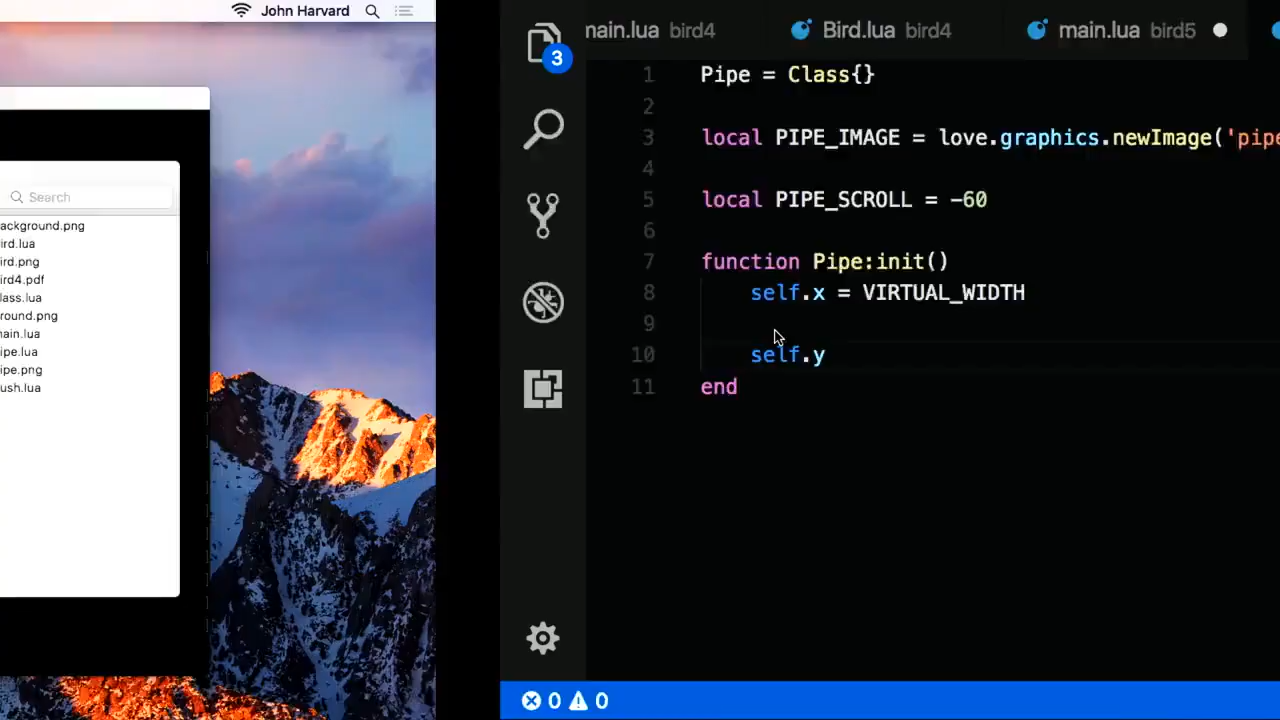 John Harvard
Search
ackground.png
ird.lua
ird.png
ird4.pdf
lass.lua
round.png
ain.lua
ipe.lua
ipe.png
ush.lua
3
main.lua bird4
Bird.lua bird4
main.lua bird5
1 Pipe = Class{}
2
3 local PIPE_IMAGE = love.graphics.newImage('pipe
4
5 local PIPE_SCROLL = -60
6
7 function Pipe:init()
8 self.x = VIRTUAL_WIDTH
9
10 self.y
11 end
0 0